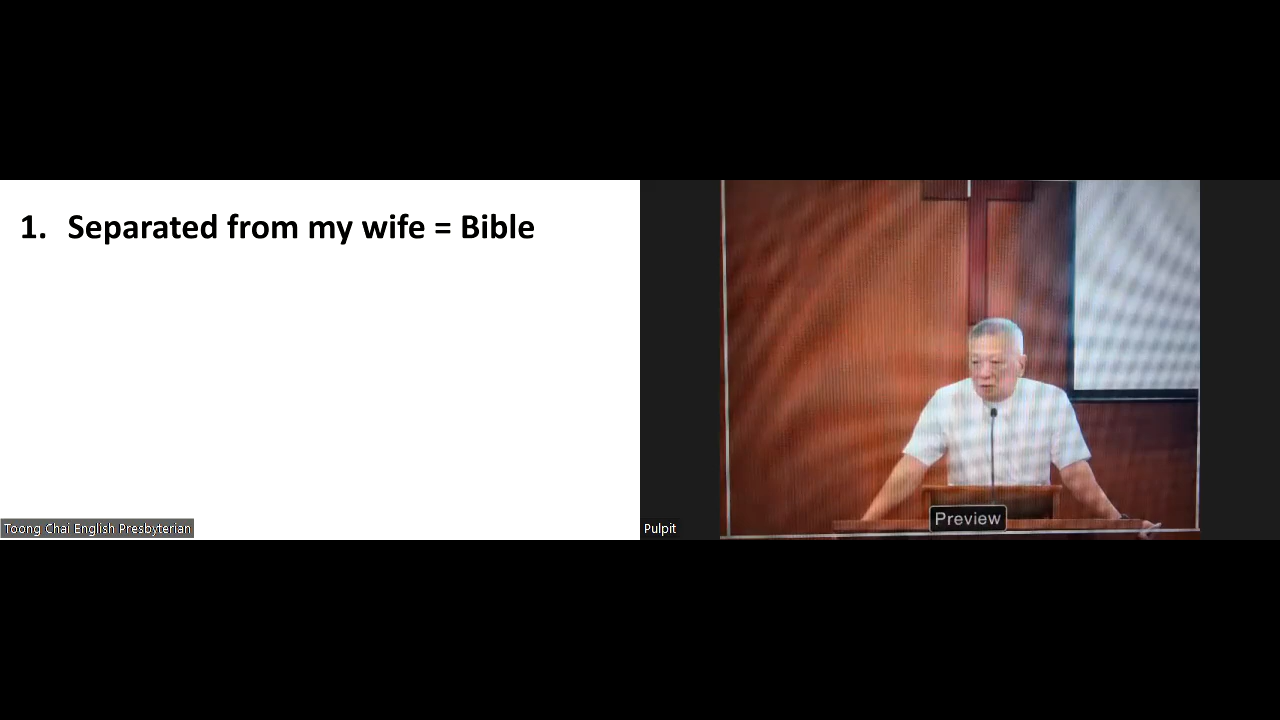 1. Separated from my wife = Bible
Toong Chai English Presbyterian
Pulpit
Preview